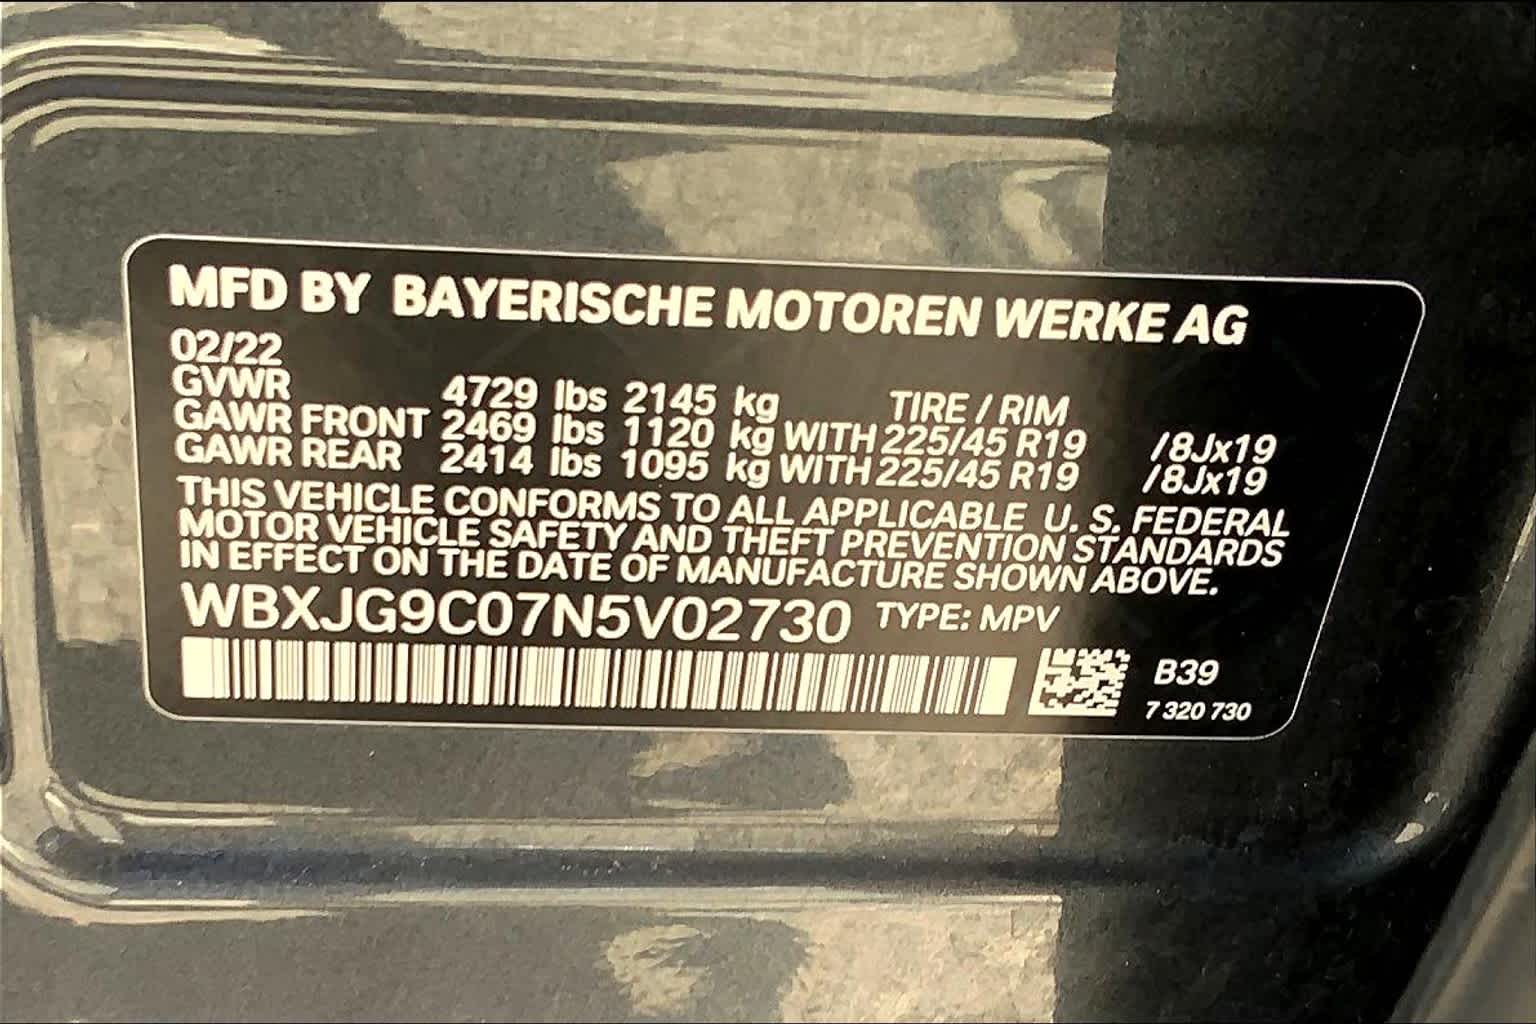 MFD BY BAYERISCHE MOTOREN WERKE AG
02/22
GVWR 4729 lbs 2145 kg TIRE / RIM
GAWR FRONT 2469 lbs 1120 kg WITH 225/45 R19 /8Jx19
GAWR REAR 2414 lbs 1095 kg WITH 225/45 R19 /8Jx19
THIS VEHICLE CONFORMS TO ALL APPLICABLE U. S. FEDERAL
MOTOR VEHICLE SAFETY AND THEFT PREVENTION STANDARDS
IN EFFECT ON THE DATE OF MANUFACTURE SHOWN ABOVE.
WBXJG9C07N5V02730 TYPE: MPV
B39
7 320 730